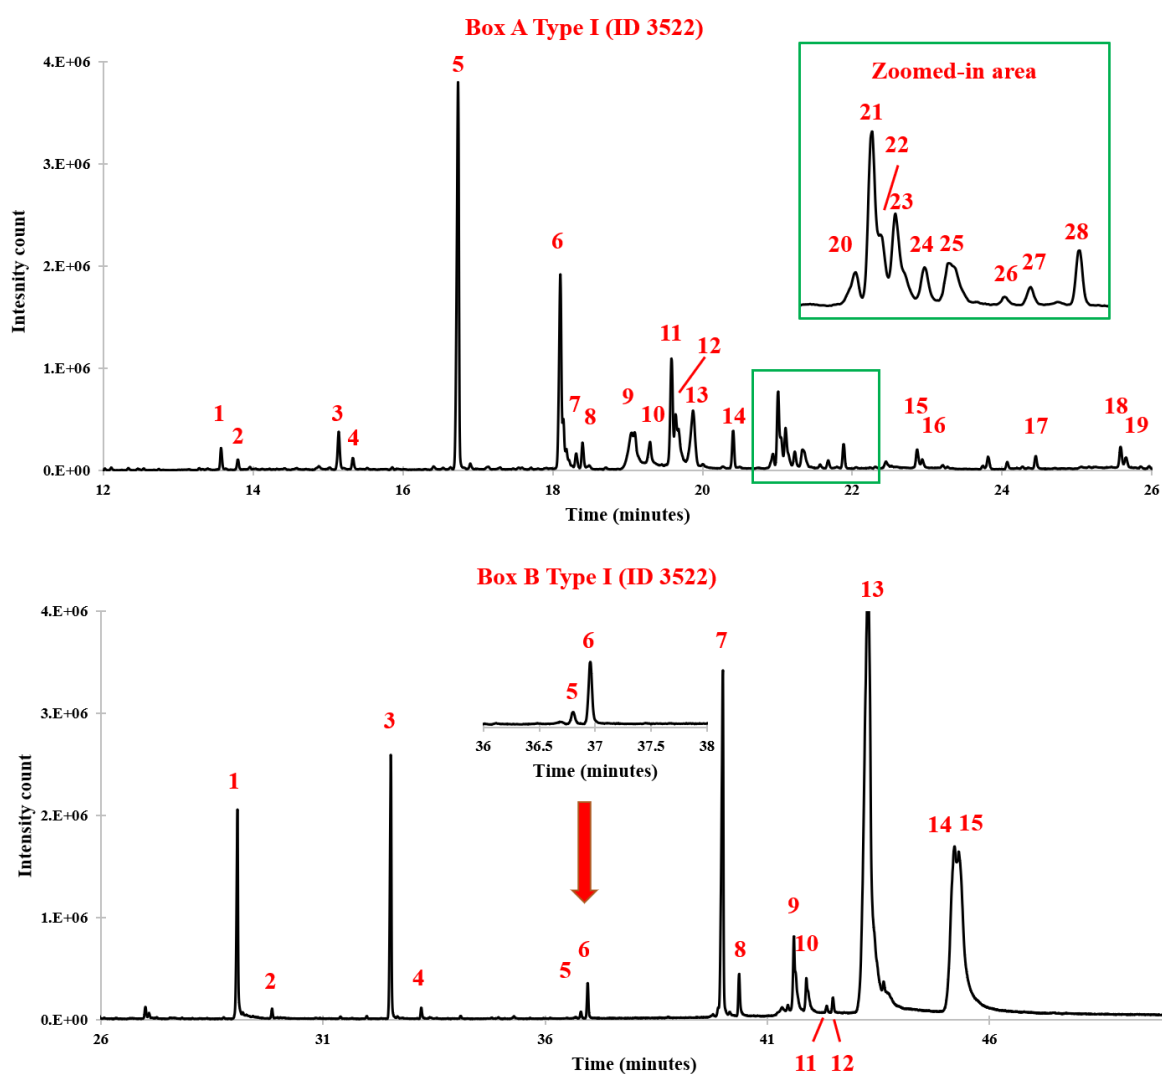 Box A Type I (ID 3522)
Intesnity count
4.E+06
3.E+06
2.E+06
1.E+06
0.E+00
1
2
3
4
5
6
7
8
9
10
11
12
13
14
15
16
17
18
19
12 14 16 18 20 22 24 26
Time (minutes)
Zoomed-in area
20
21
22
23
24
25
26
27
28
Box B Type I (ID 3522)
Intensity count
4.E+06
3.E+06
2.E+06
1.E+06
0.E+00
1
2
3
4
5
6
7
8
9
10
11
12
13
14 15
26 31 36 41 46
Time (minutes)
5
6
36 36.5 37 37.5 38
Time (minutes)